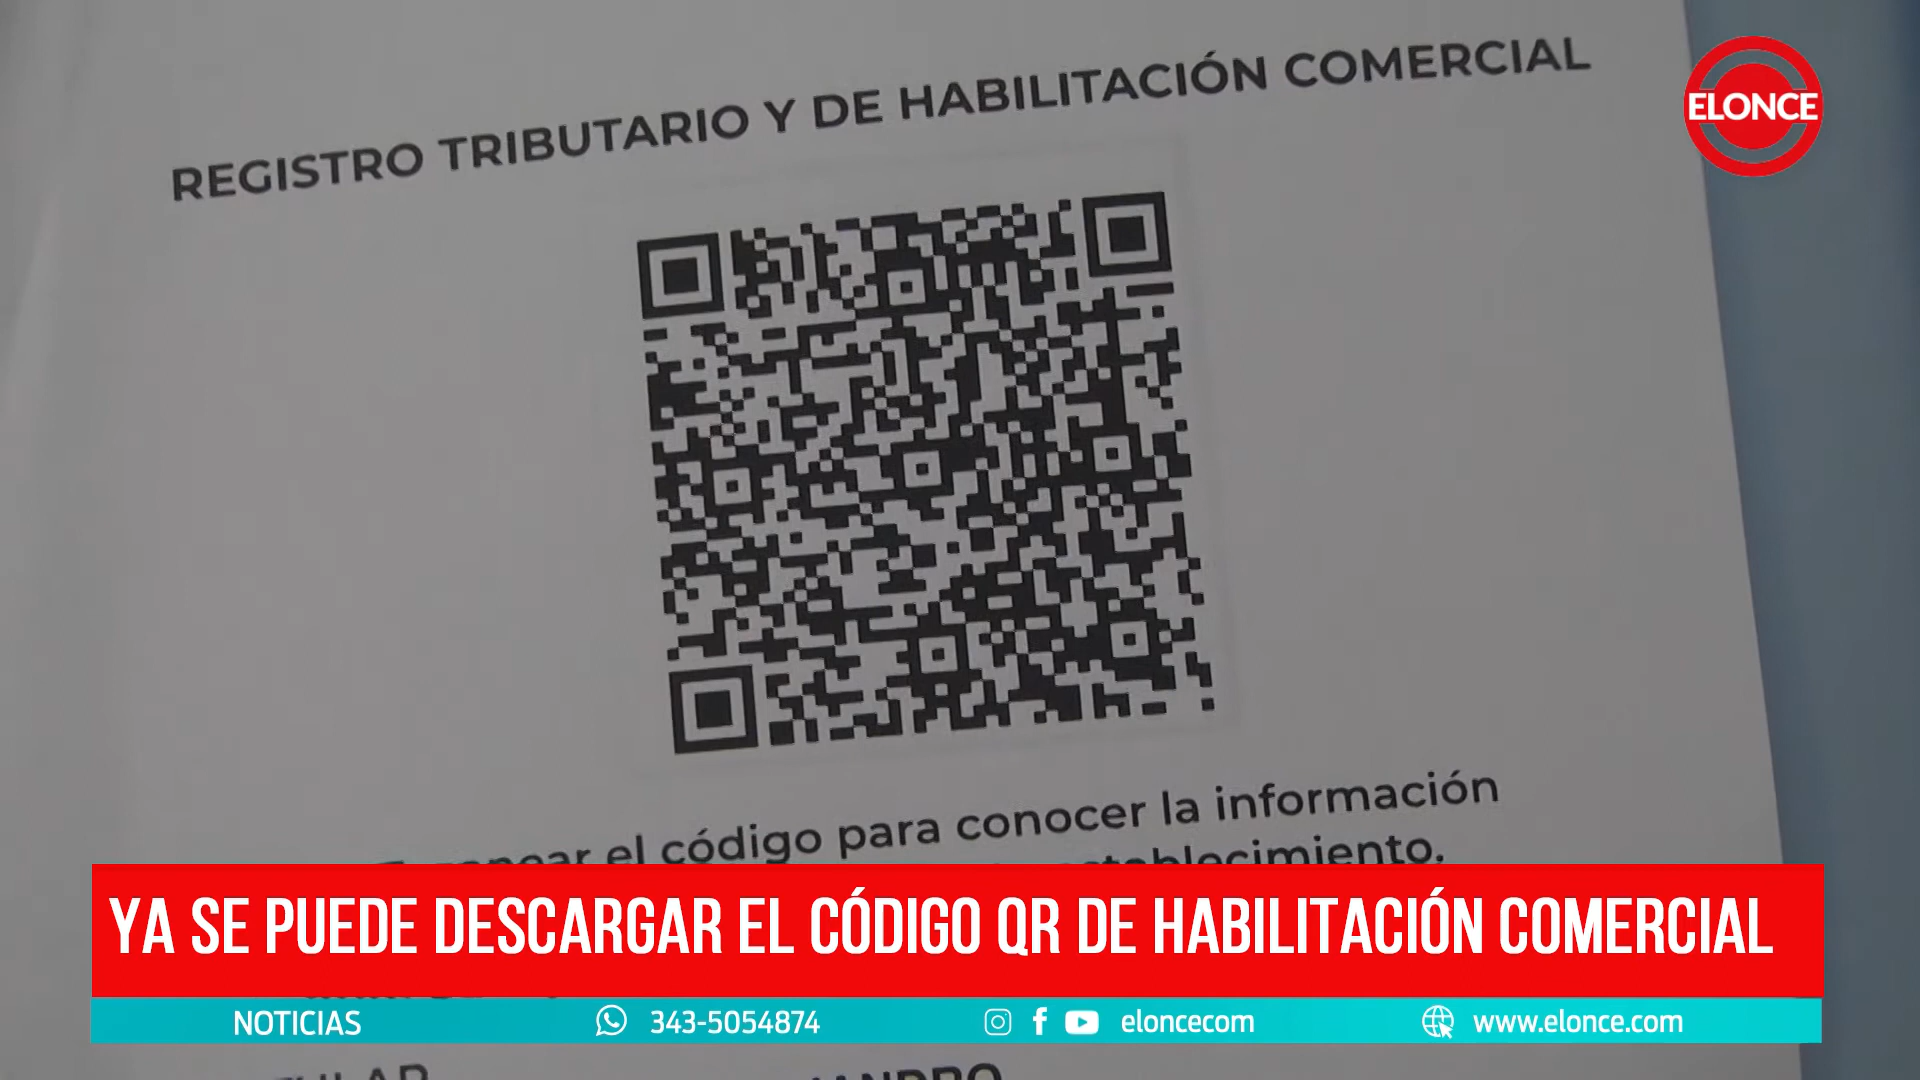 REGISTRO TRIBUTARIO Y DE HABILITACIÓN COMERCIAL
ELONCE
el código para conocer la información
establecimiento.
YA SE PUEDE DESCARGAR EL CÓDIGO QR DE HABILITACIÓN COMERCIAL
NOTICIAS 343-5054874 eloncecom www.elonce.com